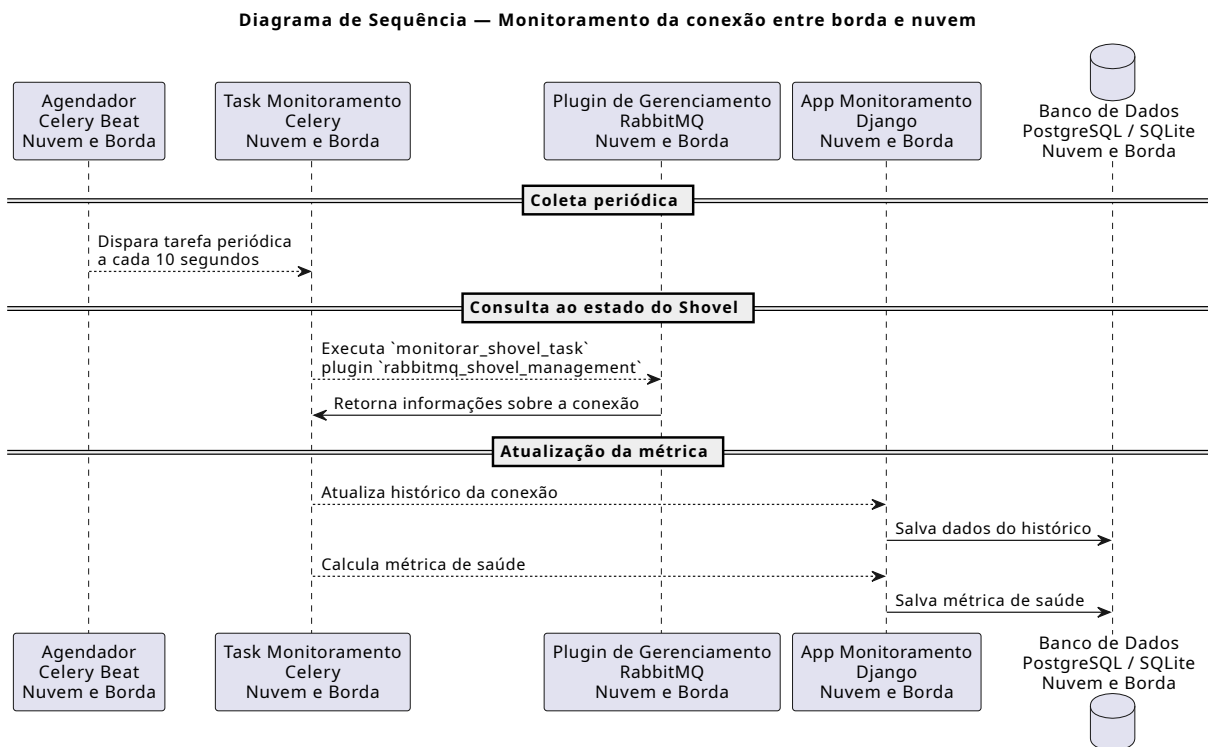 Diagrama de Sequência — Monitoramento da conexão entre borda e nuvem
Agendador
Celery Beat
Nuvem e Borda
Task Monitoramento
Celery
Nuvem e Borda
Plugin de Gerenciamento
RabbitMQ
Nuvem e Borda
App Monitoramento
Django
Nuvem e Borda
Banco de Dados
PostgreSQL / SQLite
Nuvem e Borda
Coleta periódica
Dispara tarefa periódica
a cada 10 segundos
Consulta ao estado do Shovel
Executa `monitorar_shovel_task`
plugin `rabbitmq_shovel_management`
Retorna informações sobre a conexão
Atualização da métrica
Atualiza histórico da conexão
Salva dados do histórico
Calcula métrica de saúde
Salva métrica de saúde
Agendador
Celery Beat
Nuvem e Borda
Task Monitoramento
Celery
Nuvem e Borda
Plugin de Gerenciamento
RabbitMQ
Nuvem e Borda
App Monitoramento
Django
Nuvem e Borda
Banco de Dados
PostgreSQL / SQLite
Nuvem e Borda